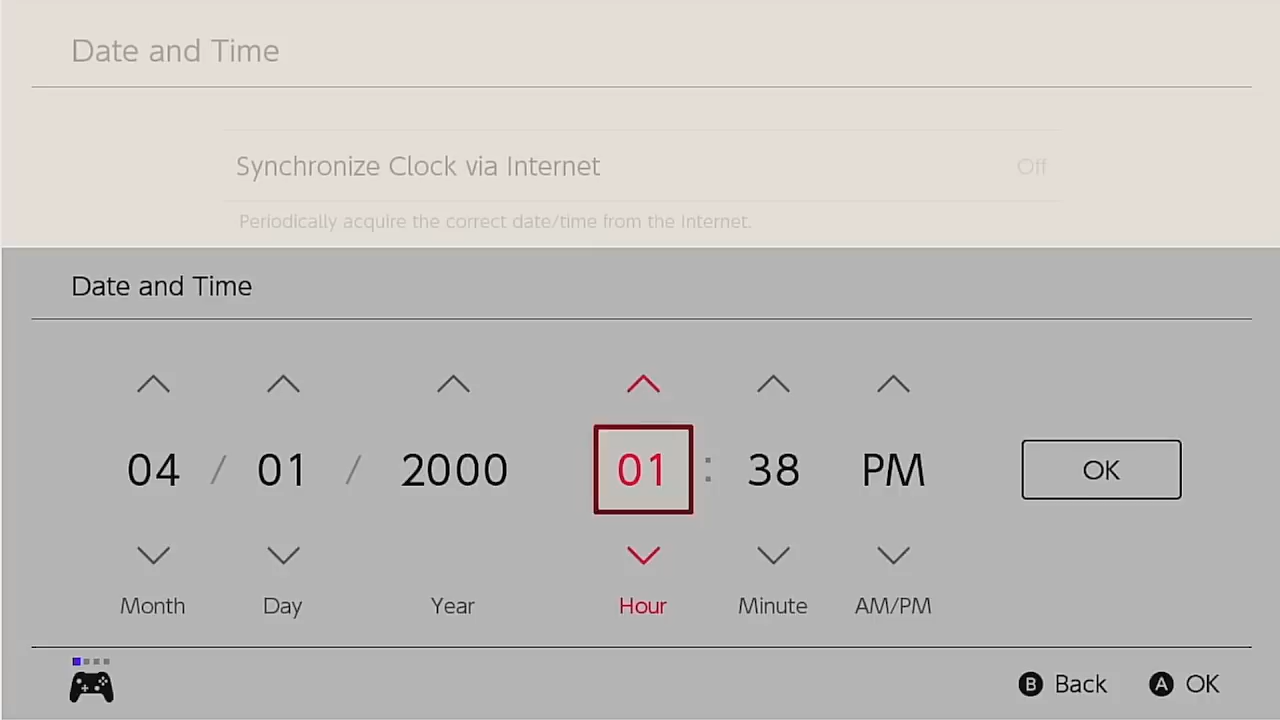 Date and Time
Synchronize Clock via Internet Off
Periodically acquire the correct date/time from the Internet.
Date and Time
04 / 01 / 2000 01 : 38 PM OK
Month Day Year Hour Minute AM/PM
B Back A OK